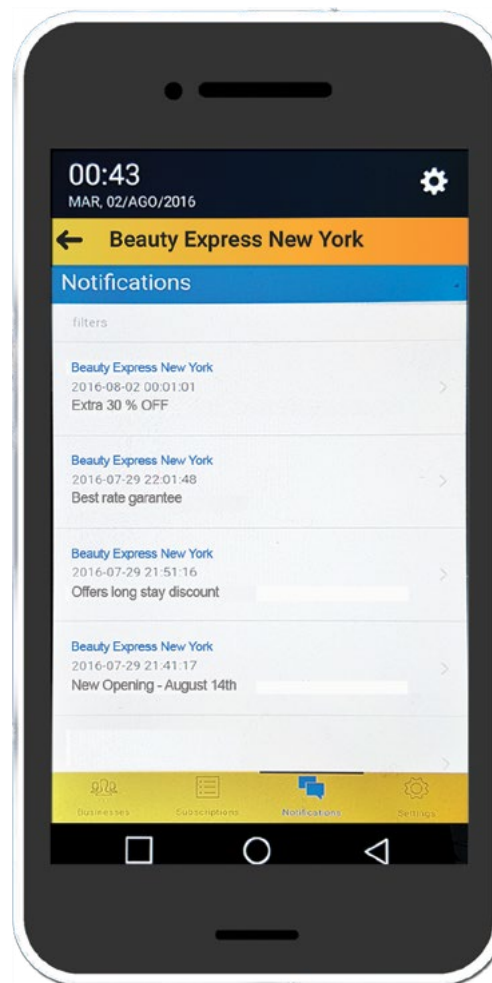 00:43
MAR, 02/AGO/2016
Beauty Express New York
Notifications
filters
Beauty Express New York
2016-08-02 00:01:01
Extra 30 % OFF
Beauty Express New York
2016-07-29 22:01:48
Best rate garantee
Beauty Express New York
2016-07-29 21:51:16
Offers long stay discount
Beauty Express New York
2016-07-29 21:41:17
New Opening - August 14th
Businesses Subscriptions Notifications Settings